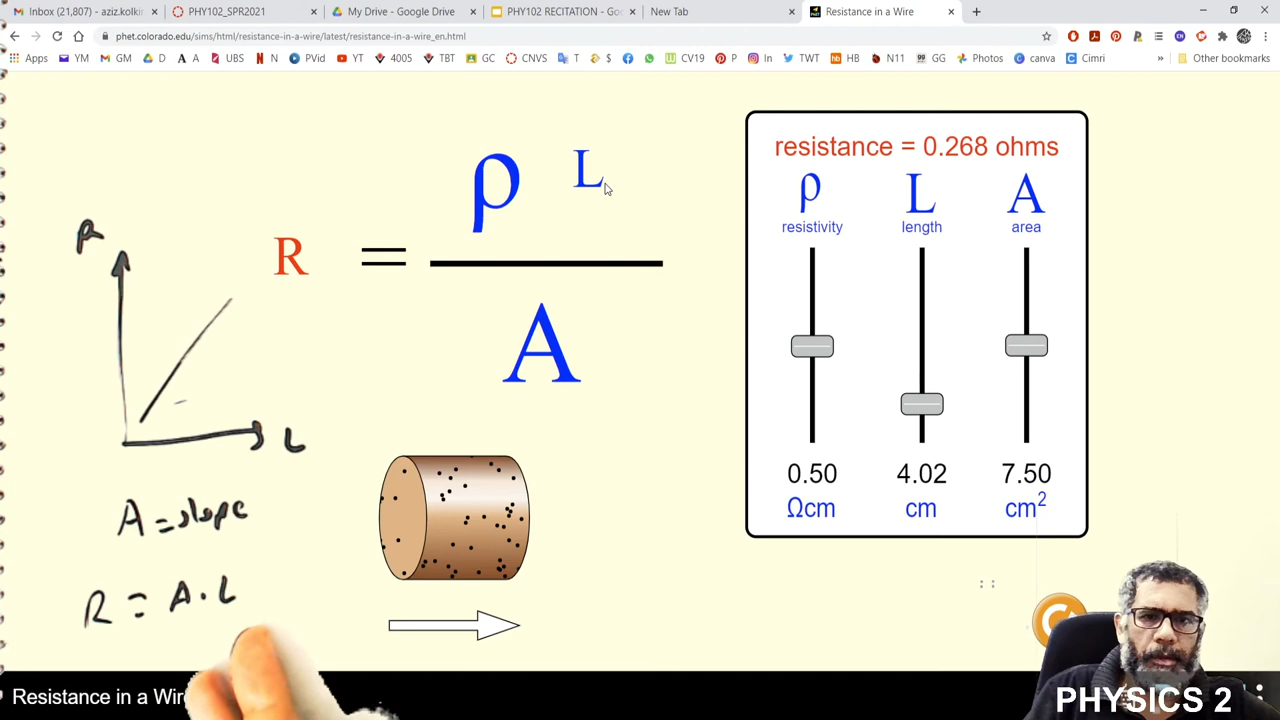 Inbox (21,807) - aziz.kolkir
PHY102_SPR2021
My Drive - Google Drive
PHY102 RECITATION - Goo
New Tab
Resistance in a Wire
phet.colorado.edu/sims/html/resistance-in-a-wire/latest/resistance-in-a-wire_en.html
Apps YM GM D A UBS N PVid YT 4005 TBT GC CNVS T $ CV19 P In TWT HB N11 GG Photos canva Cimri » Other bookmarks
resistance = 0.268 ohms
ρ L A
resistivity length area
R = ρ L
A
R
L
0.50 4.02 7.50
Ωcm cm cm2
A = slope
R = A . L
Resistance in a Wi
PHYSICS 2